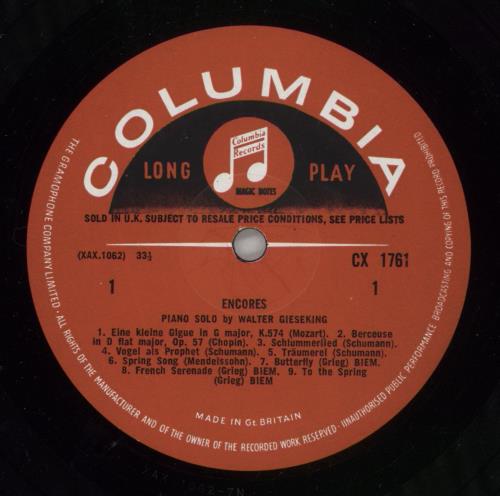 COLUMBIA
Columbia
Records
LONG PLAY
MAGIC NOTES
SOLD IN U.K. SUBJECT TO RESALE PRICE CONDITIONS, SEE PRICE LISTS
(XAX.1062) 33⅓ CX 1761
1 1
ENCORES
PIANO SOLO by WALTER GIESEKING
1. Eine kleine Gigue in G major, K.574 (Mozart). 2. Berceuse
in D flat major, Op. 57 (Chopin). 3. Schlummerlied (Schumann).
4. Vogel als Prophet (Schumann). 5. Träumerei (Schumann).
6. Spring Song (Mendelssohn). 7. Butterfly (Grieg) BIEM.
8. French Serenade (Grieg) BIEM. 9. To the Spring
(Grieg) BIEM
MADE IN Gt. BRITAIN
THE GRAMOPHONE COMPANY LIMITED. · ALL RIGHTS OF THE MANUFACTURER AND OF THE OWNER OF THE RECORDED WORK RESERVED · UNAUTHORISED PUBLIC PERFORMANCE BROADCASTING AND COPYING OF THIS RECORD PROHIBITED